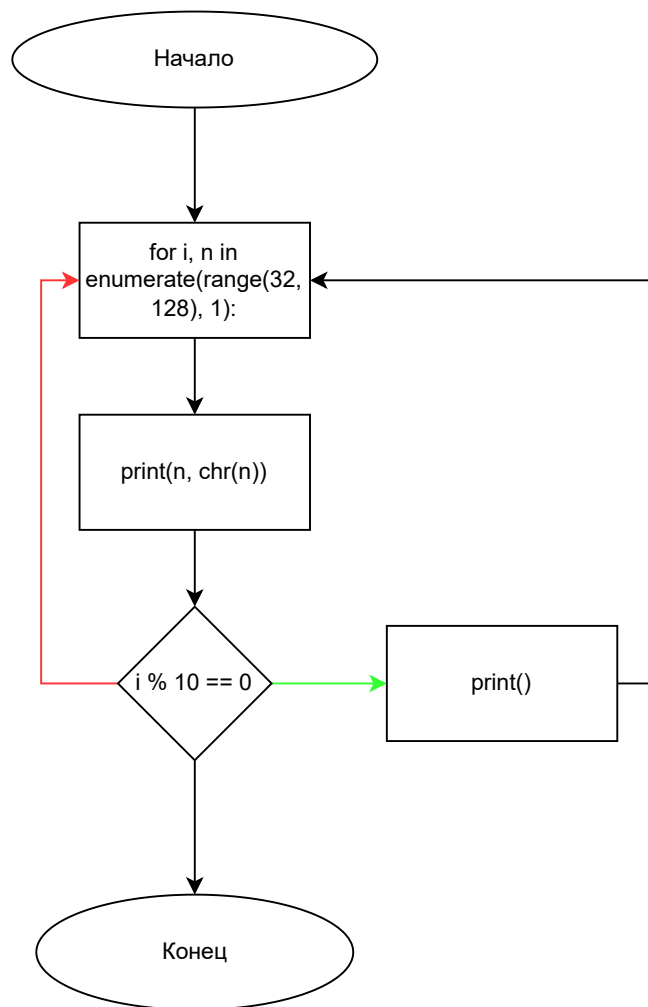 Начало
for i, n in
enumerate(range(32,
128), 1):
print(n, chr(n))
i % 10 == 0
print()
Конец